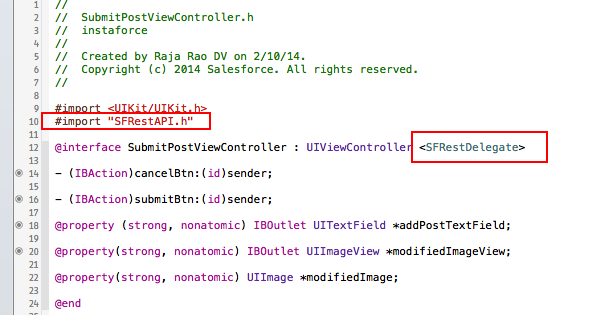 1 //
2 // SubmitPostViewController.h
3 // instaforce
4 //
5 // Created by Raja Rao DV on 2/10/14.
6 // Copyright (c) 2014 Salesforce. All rights reserved.
7 //
8
9 #import <UIKit/UIKit.h>
10 #import "SFRestAPI.h"
11
12 @interface SubmitPostViewController : UIViewController <SFRestDelegate>
13
14 - (IBAction)cancelBtn:(id)sender;
15
16 - (IBAction)submitBtn:(id)sender;
17
18 @property (strong, nonatomic) IBOutlet UITextField *addPostTextField;
19
20 @property(strong, nonatomic) IBOutlet UIImageView *modifiedImageView;
21
22 @property(strong, nonatomic) UIImage *modifiedImage;
23
24 @end